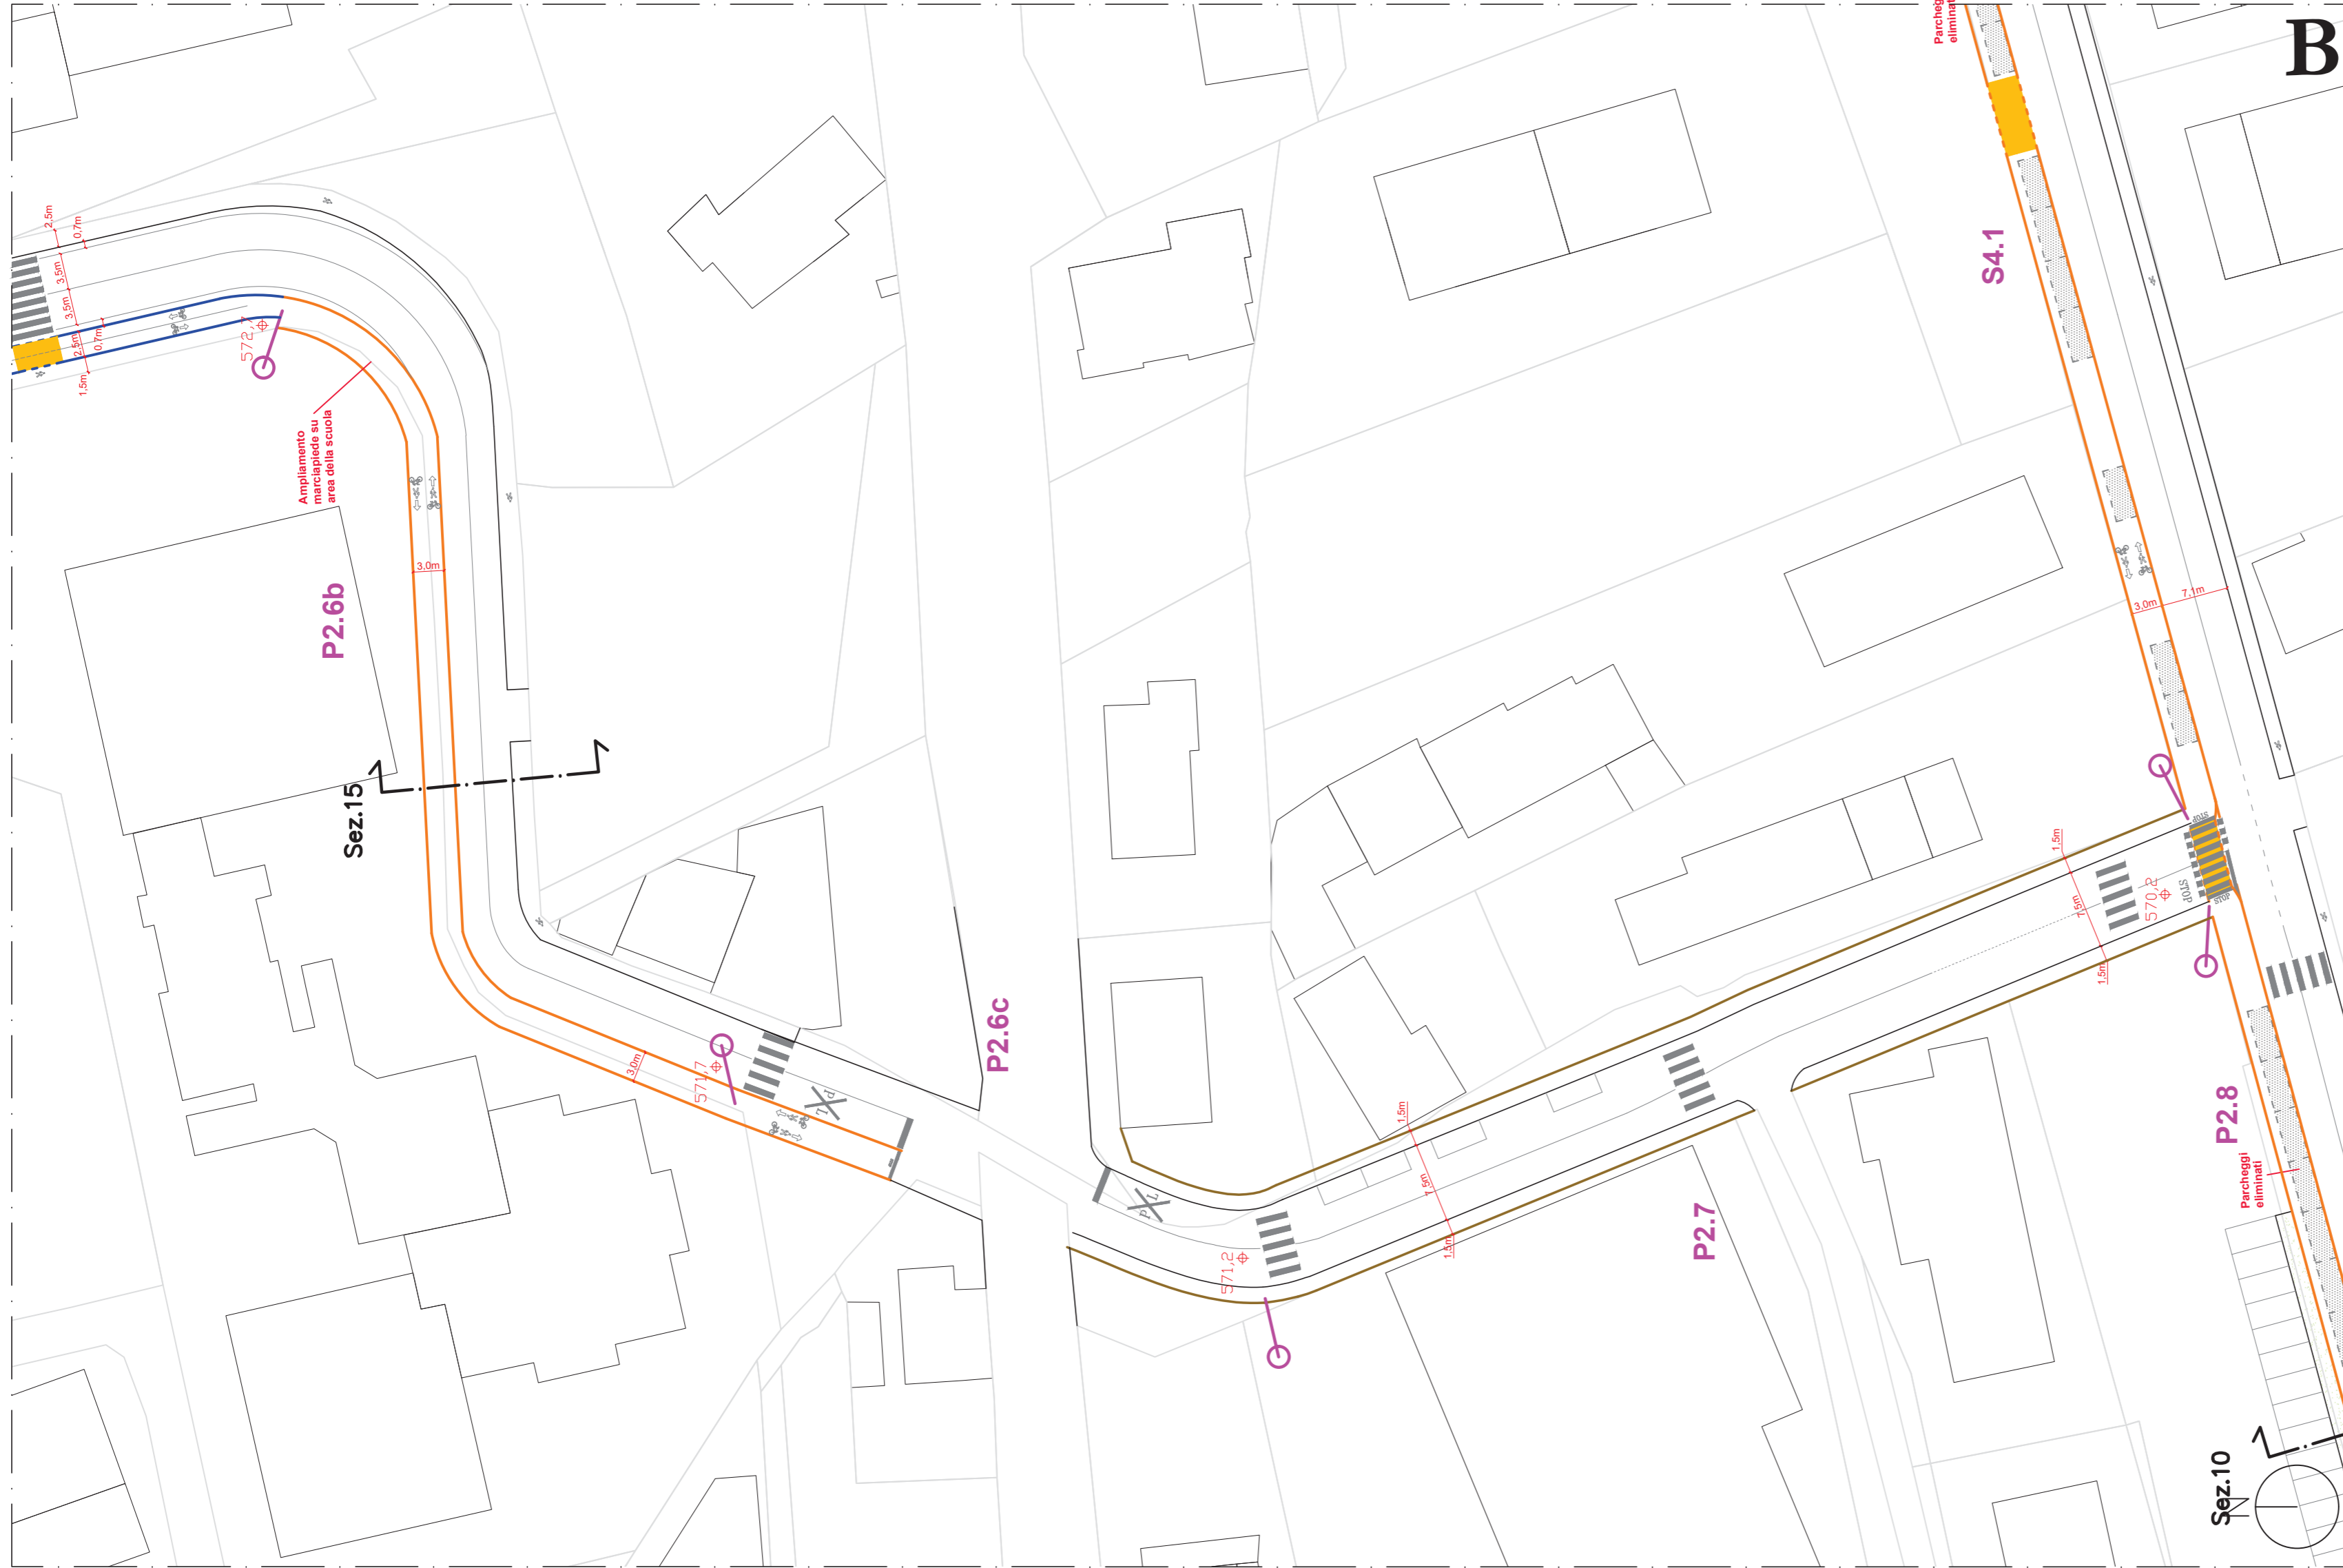 B
Parcheggi
eliminati
S4.1
2,5m
0,7m
3,5m
3,5m
2,5m
0,7m
1,5m
572,
Ampliamento
marciapiede su
area della scuola
P2.6b
3,0m
Sez.15
3,0m
571,7
P L
P2.6c
P L
571,2
1,5m
7,5m
1,5m
P2.7
3,0m
7,1m
1,5m
7,5m
1,5m
570,2
STOP
STOP
STOP
P2.8
Parcheggi
eliminati
Sez.10
N